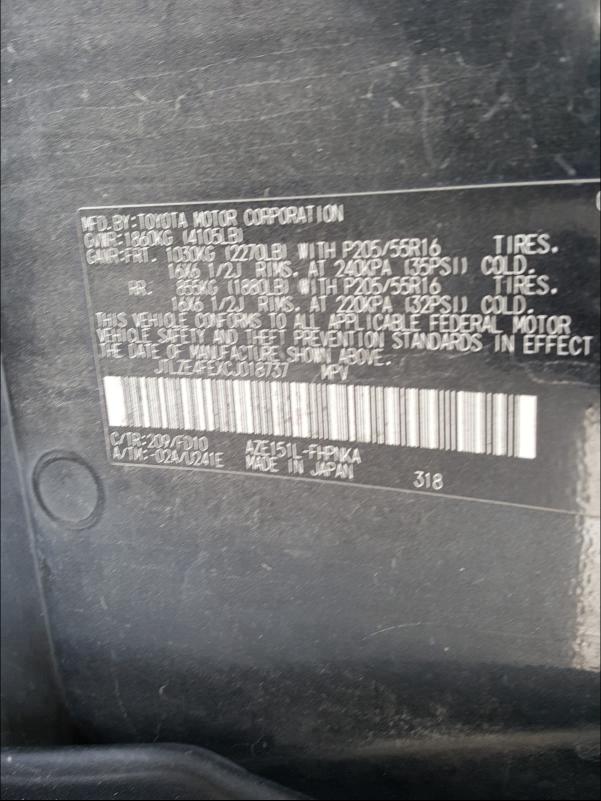 MFD.BY:TOYOTA MOTOR CORPORATION
GVWR:1860KG (4105LB)
GAWR:FRT. 1030KG (2270LB) WITH P205/55R16 TIRES.
16X6 1/2J RIMS. AT 240KPA (35PSI) COLD.
RR. 855KG (1880LB) WITH P205/55R16 TIRES.
16X6 1/2J RIMS. AT 220KPA (32PSI) COLD.
THIS VEHICLE CONFORMS TO ALL APPLICABLE FEDERAL MOTOR
VEHICLE SAFETY AND THEFT PREVENTION STANDARDS IN EFFECT
THE DATE OF MANUFACTURE SHOWN ABOVE.
JTLZE4FEXCJ018737 MPV
C/TR:209/FD10 AZE151L-FHPNKA
A/TM:-02A/U241E MADE IN JAPAN
318